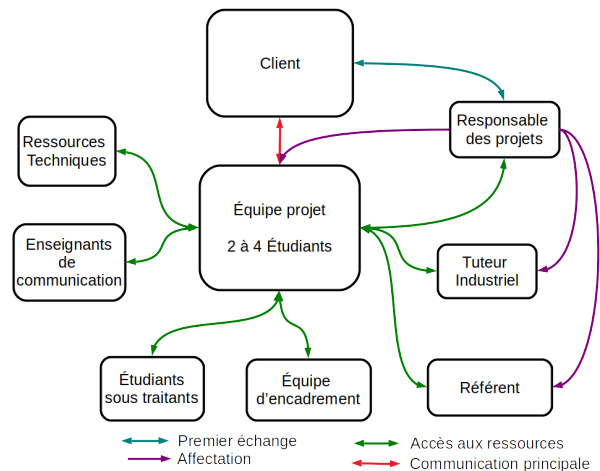 Client
Responsable
des projets
Ressources
Techniques
Équipe projet
2 à 4 Étudiants
Enseignants
de
communication
Tuteur
Industriel
Étudiants
sous traitants
Équipe
d'encadrement
Référent
Premier échange
Affectation
Accès aux ressources
Communication principale